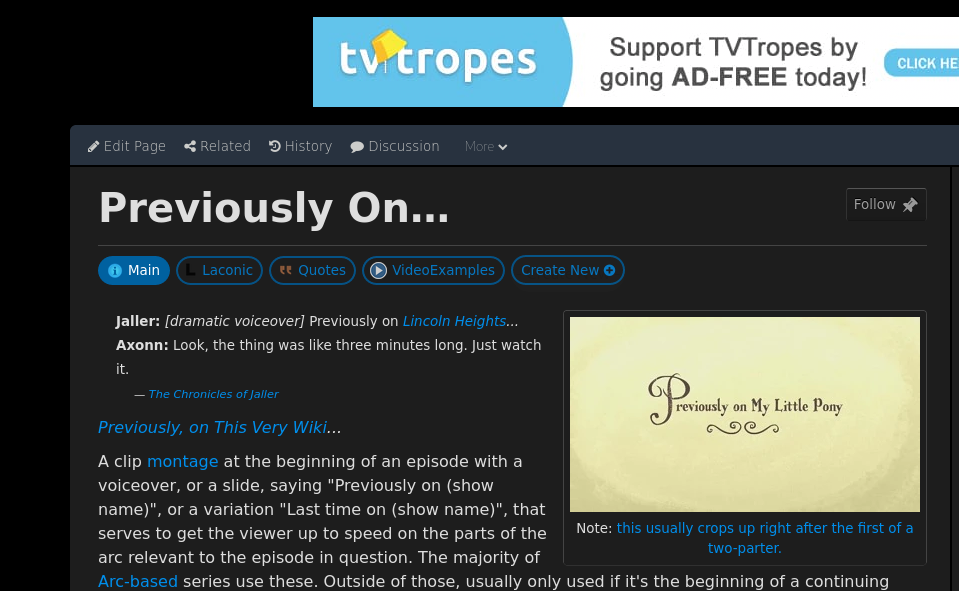 tvtropes
Support TVTropes by
going AD-FREE today!
CLICK HE
Edit Page Related History Discussion More
Previously On...
Follow
Main Laconic Quotes VideoExamples Create New
Jaller: [dramatic voiceover] Previously on Lincoln Heights...
Axonn: Look, the thing was like three minutes long. Just watch
it.
— The Chronicles of Jaller
Previously on My Little Pony
Note: this usually crops up right after the first of a
two-parter.
Previously, on This Very Wiki...
A clip montage at the beginning of an episode with a
voiceover, or a slide, saying "Previously on (show
name)", or a variation "Last time on (show name)", that
serves to get the viewer up to speed on the parts of the
arc relevant to the episode in question. The majority of
Arc-based series use these. Outside of those, usually only used if it's the beginning of a continuing